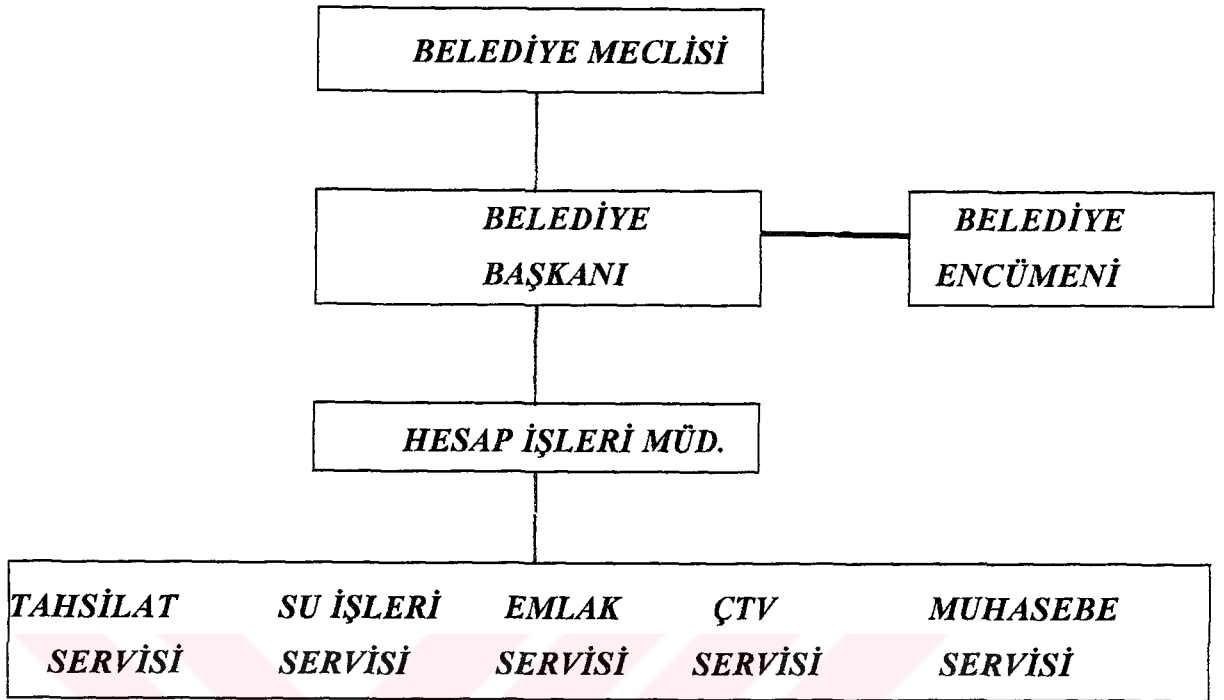 BELEDİYE MECLİSİ
BELEDİYE
BAŞKANI
BELEDİYE
ENCÜMENİ
HESAP İŞLERİ MÜD.
TAHSİLAT
SERVİSİ
SU İŞLERİ
SERVİSİ
EMLAK
SERVİSİ
ÇTV
SERVİSİ
MUHASEBE
SERVİSİ